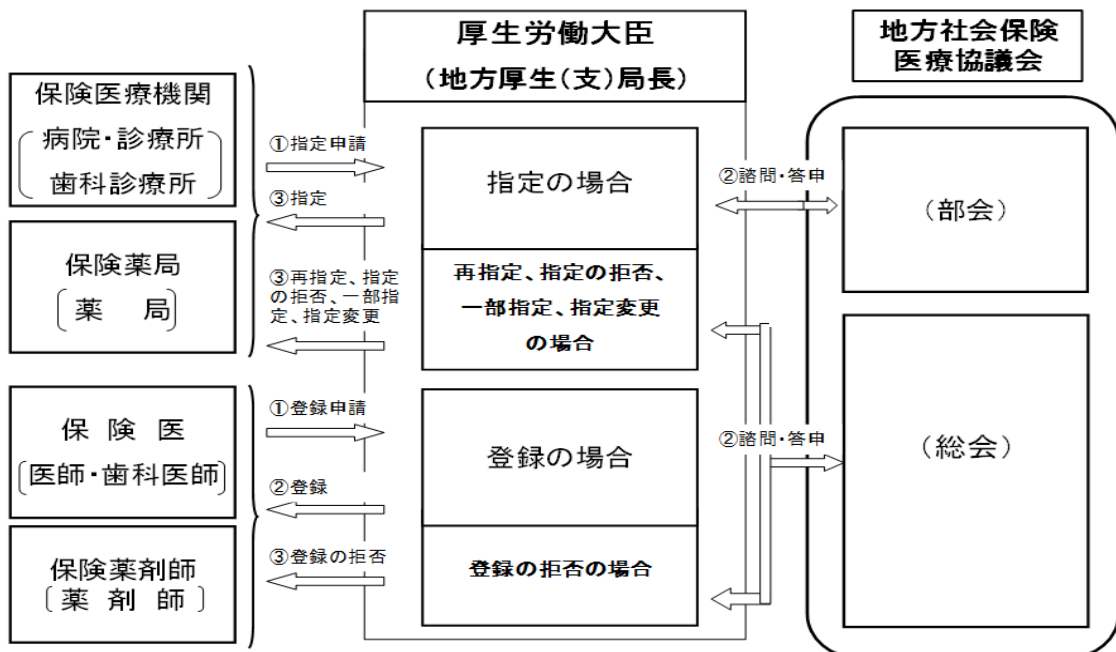 厚生労働大臣
(地方厚生(支)局長)
地方社会保険
医療協議会
保険医療機関
病院・診療所
歯科診療所
保険薬局
薬　局
①指定申請
③指定
③再指定、指定
の拒否、一部指
定、指定変更
指定の場合
再指定、指定の拒否、
一部指定、指定変更
の場合
②諮問・答申
(部会)
保 険 医
医師・歯科医師
保険薬剤師
薬 剤 師
①登録申請
②登録
③登録の拒否
登録の場合
登録の拒否の場合
②諮問・答申
(総会)